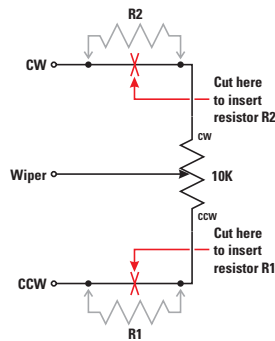 R2
CW
Cut here
to insert
resistor R2
CW
Wiper
10K
CCW
Cut here
to insert
resistor R1
CCW
R1